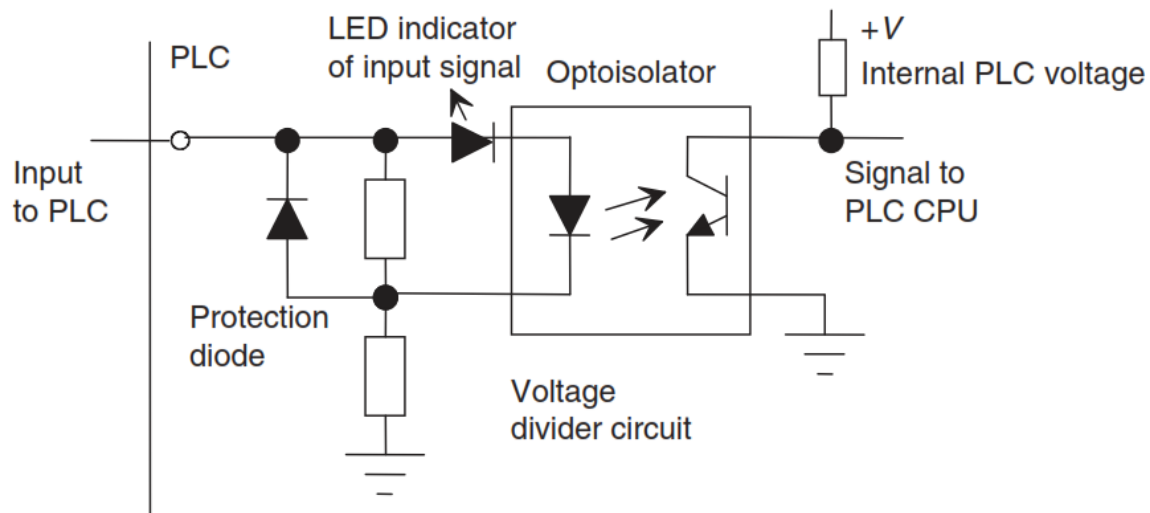 PLC
LED indicator
of input signal
Optoisolator
+V
Internal PLC voltage
Input
to PLC
Signal to
PLC CPU
Protection
diode
Voltage
divider circuit